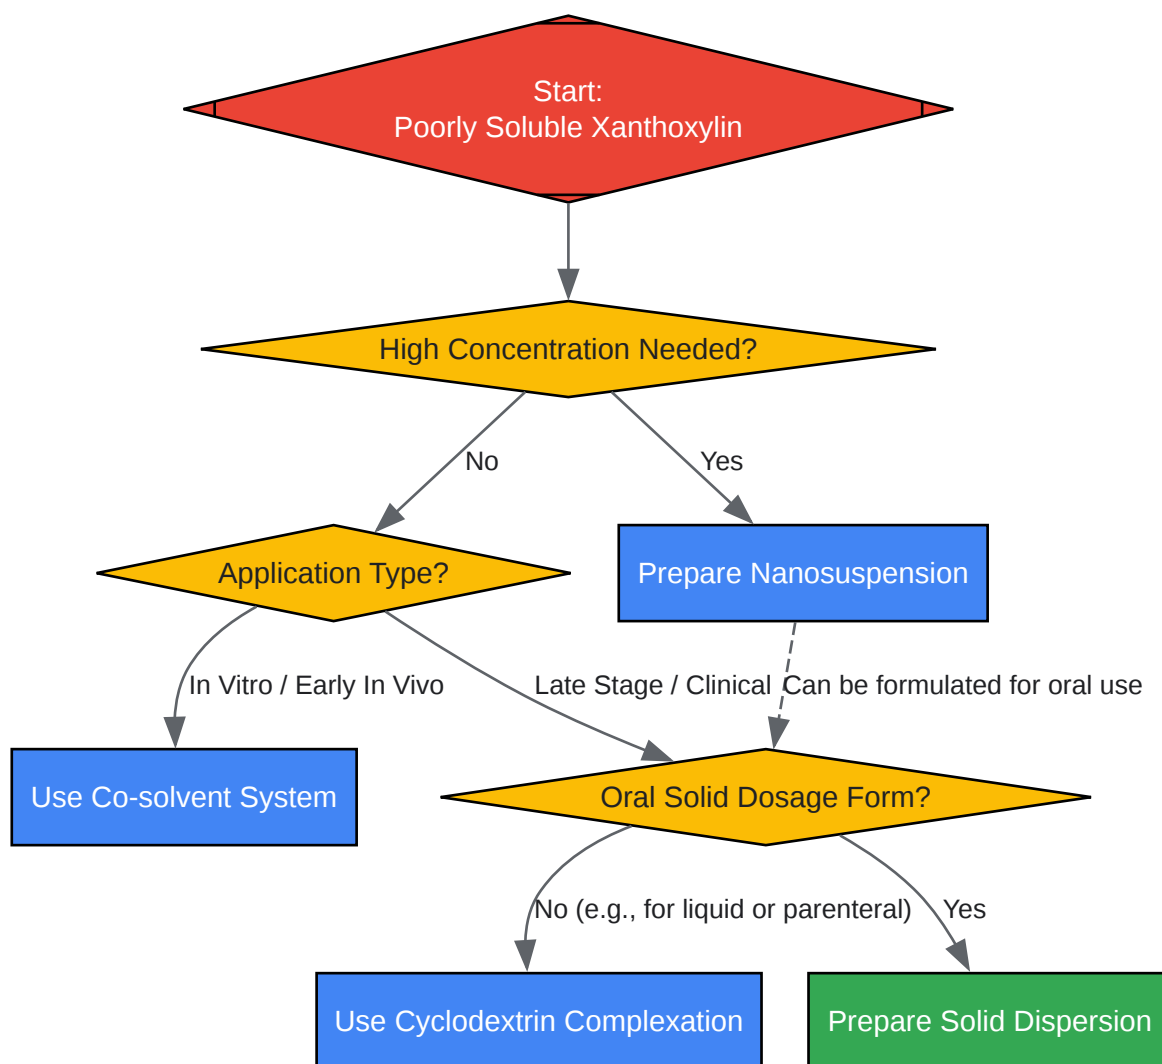 Start:
Poorly Soluble Xanthoxylin
High Concentration Needed?
No
Yes
Application Type?
Prepare Nanosuspension
In Vitro / Early In Vivo
Late Stage / Clinical
Can be formulated for oral use
Use Co-solvent System
Oral Solid Dosage Form?
No (e.g., for liquid or parenteral)
Yes
Use Cyclodextrin Complexation
Prepare Solid Dispersion